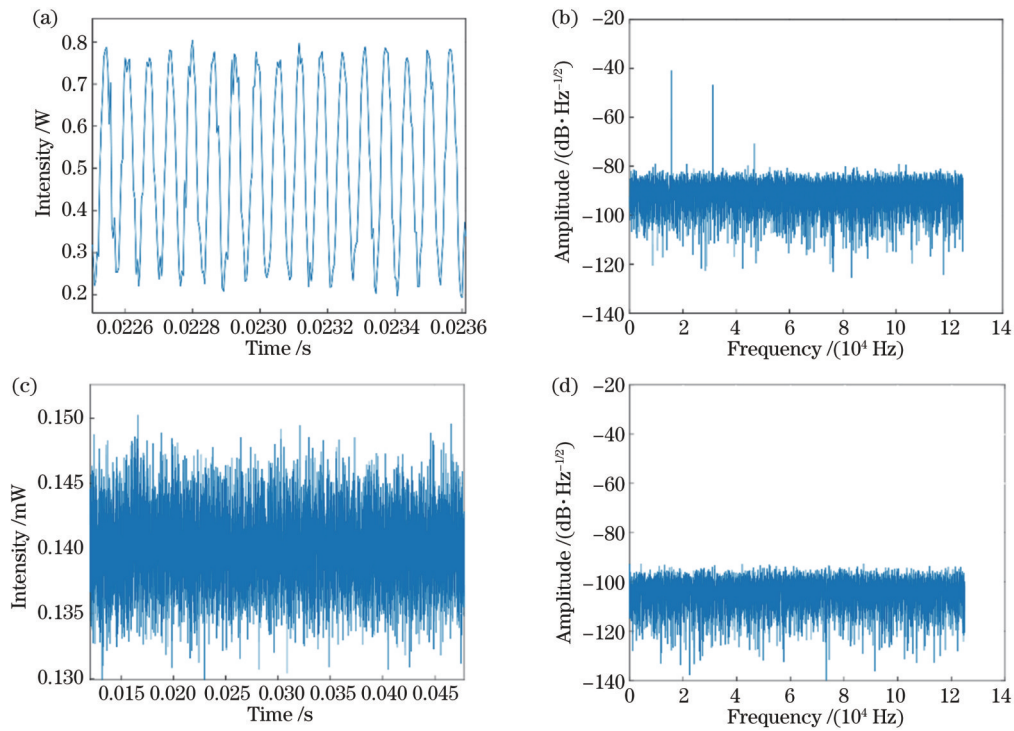 (a)
Intensity /W
0.8
0.7
0.6
0.5
0.4
0.3
0.2
0.0226 0.0228 0.0230 0.0232 0.0234 0.0236
Time /s
(b)
Amplitude /(dB·Hz⁻¹/²)
−20
−40
−60
−80
−100
−120
−140
0 2 4 6 8 10 12 14
Frequency /(10⁴ Hz)
(c)
Intensity /mW
0.150
0.145
0.140
0.135
0.130
0.015 0.020 0.025 0.030 0.035 0.040 0.045
Time /s
(d)
Amplitude /(dB·Hz⁻¹/²)
−20
−40
−60
−80
−100
−120
−140
0 2 4 6 8 10 12 14
Frequency /(10⁴ Hz)